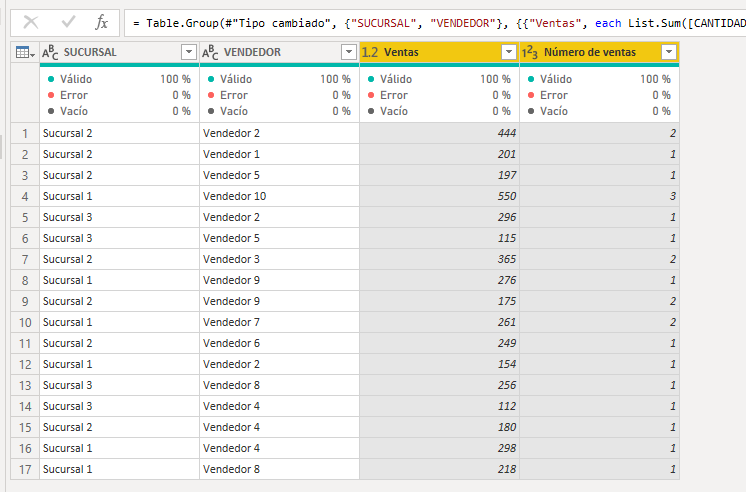 fx = Table.Group(#"Tipo cambiado", {"SUCURSAL", "VENDEDOR"}, {{"Ventas", each List.Sum([CANTIDAD
ABC SUCURSAL ABC VENDEDOR 1.2 Ventas 123 Número de ventas
Válido 100 % Válido 100 % Válido 100 % Válido 100 %
Error 0 % Error 0 % Error 0 % Error 0 %
Vacío 0 % Vacío 0 % Vacío 0 % Vacío 0 %
1 Sucursal 2 Vendedor 2 444 2
2 Sucursal 2 Vendedor 1 201 1
3 Sucursal 2 Vendedor 5 197 1
4 Sucursal 1 Vendedor 10 550 3
5 Sucursal 3 Vendedor 2 296 1
6 Sucursal 3 Vendedor 5 115 1
7 Sucursal 2 Vendedor 3 365 2
8 Sucursal 1 Vendedor 9 276 1
9 Sucursal 2 Vendedor 9 175 2
10 Sucursal 1 Vendedor 7 261 2
11 Sucursal 2 Vendedor 6 249 1
12 Sucursal 1 Vendedor 2 154 1
13 Sucursal 3 Vendedor 8 256 1
14 Sucursal 3 Vendedor 4 112 1
15 Sucursal 2 Vendedor 4 180 1
16 Sucursal 1 Vendedor 4 298 1
17 Sucursal 1 Vendedor 8 218 1